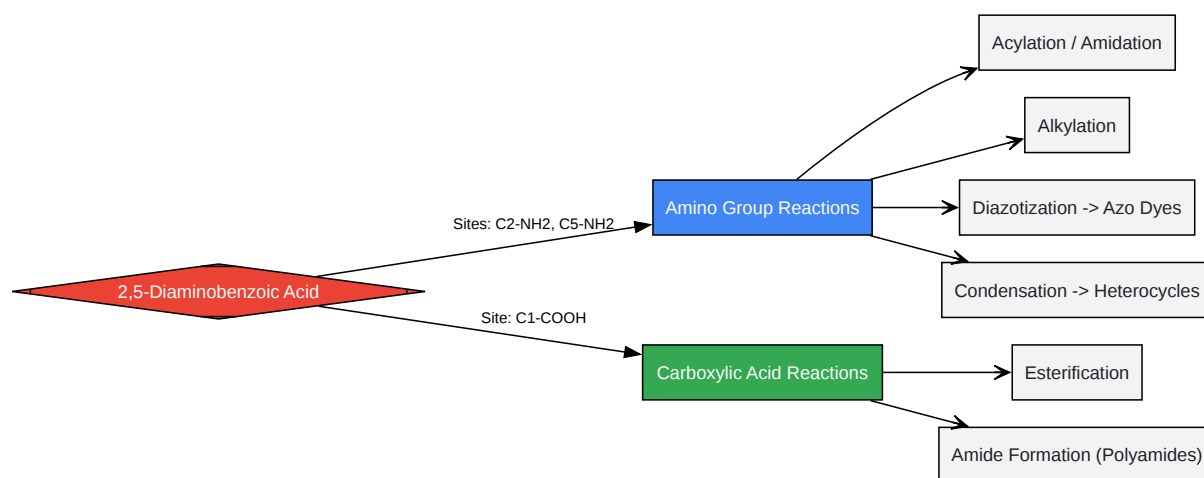 Acylation / Amidation
Alkylation
Amino Group Reactions
Diazotization -> Azo Dyes
Sites: C2-NH2, C5-NH2
2,5-Diaminobenzoic Acid
Condensation -> Heterocycles
Site: C1-COOH
Carboxylic Acid Reactions
Esterification
Amide Formation (Polyamides)